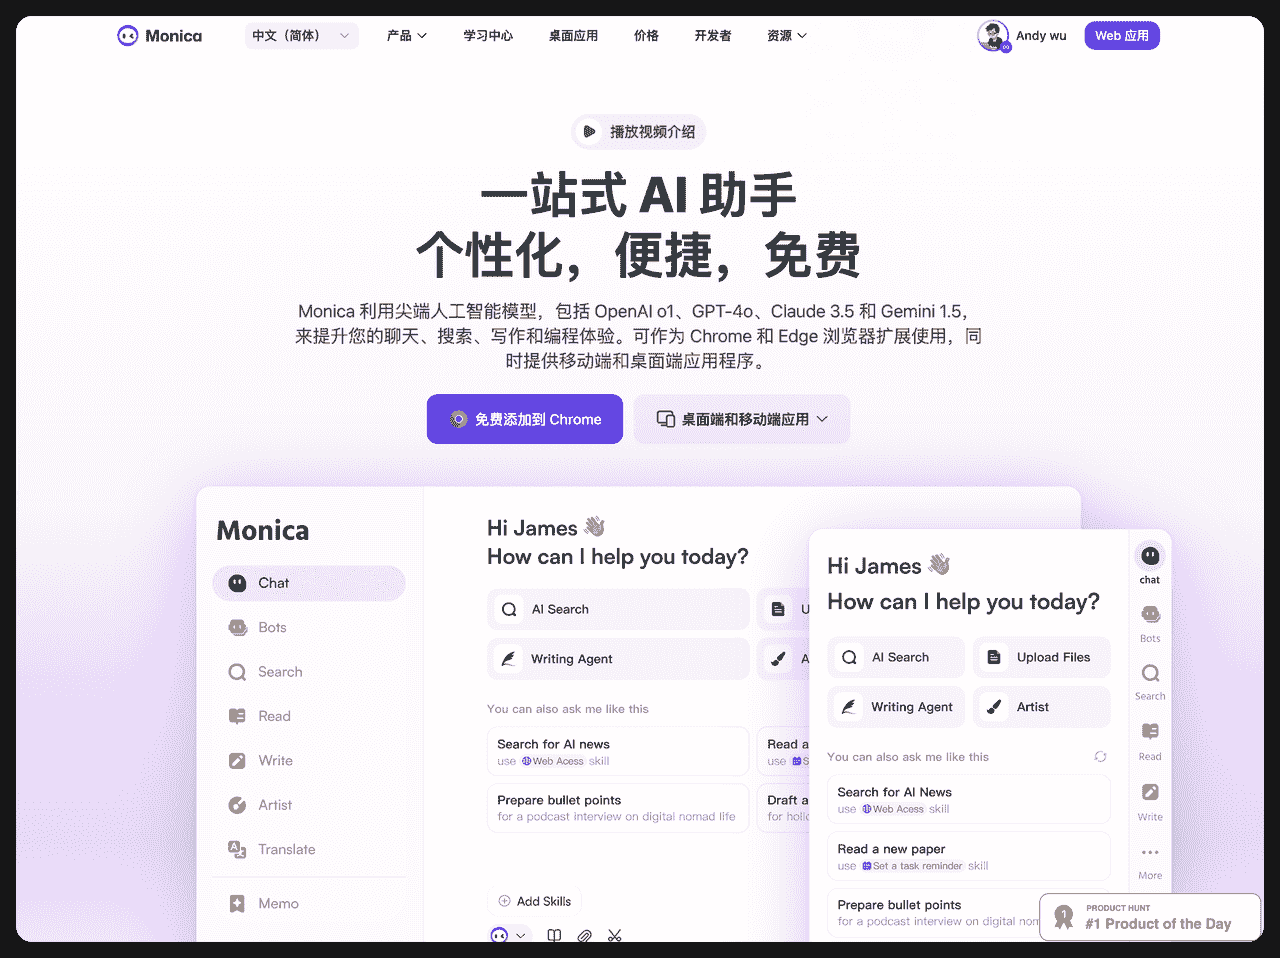 Monica
中文（简体）
产品
学习中心
桌面应用
价格
开发者
资源
Andy wu
Web 应用
播放视频介绍
一站式 AI 助手
个性化，便捷，免费
Monica 利用尖端人工智能模型，包括 OpenAI o1、GPT-4o、Claude 3.5 和 Gemini 1.5，
来提升您的聊天、搜索、写作和编程体验。可作为 Chrome 和 Edge 浏览器扩展使用，同
时提供移动端和桌面端应用程序。
免费添加到 Chrome
桌面端和移动端应用
Monica
Chat
Bots
Search
Read
Write
Artist
Translate
Memo
Hi James 👋
How can I help you today?
AI Search
U
Writing Agent
A
You can also ask me like this
Search for AI news
use Web Acess skill
Read a
use S
Prepare bullet points
for a podcast interview on digital nomad life
Draft a
for holic
Add Skills
Hi James 👋
How can I help you today?
AI Search
Upload Files
Writing Agent
Artist
You can also ask me like this
Search for AI News
use Web Acess skill
Read a new paper
use Set a task reminder skill
Prepare bullet points
for a podcast interview on digital nom
chat
Bots
Search
Read
Write
More
PRODUCT HUNT
#1 Product of the Day
1